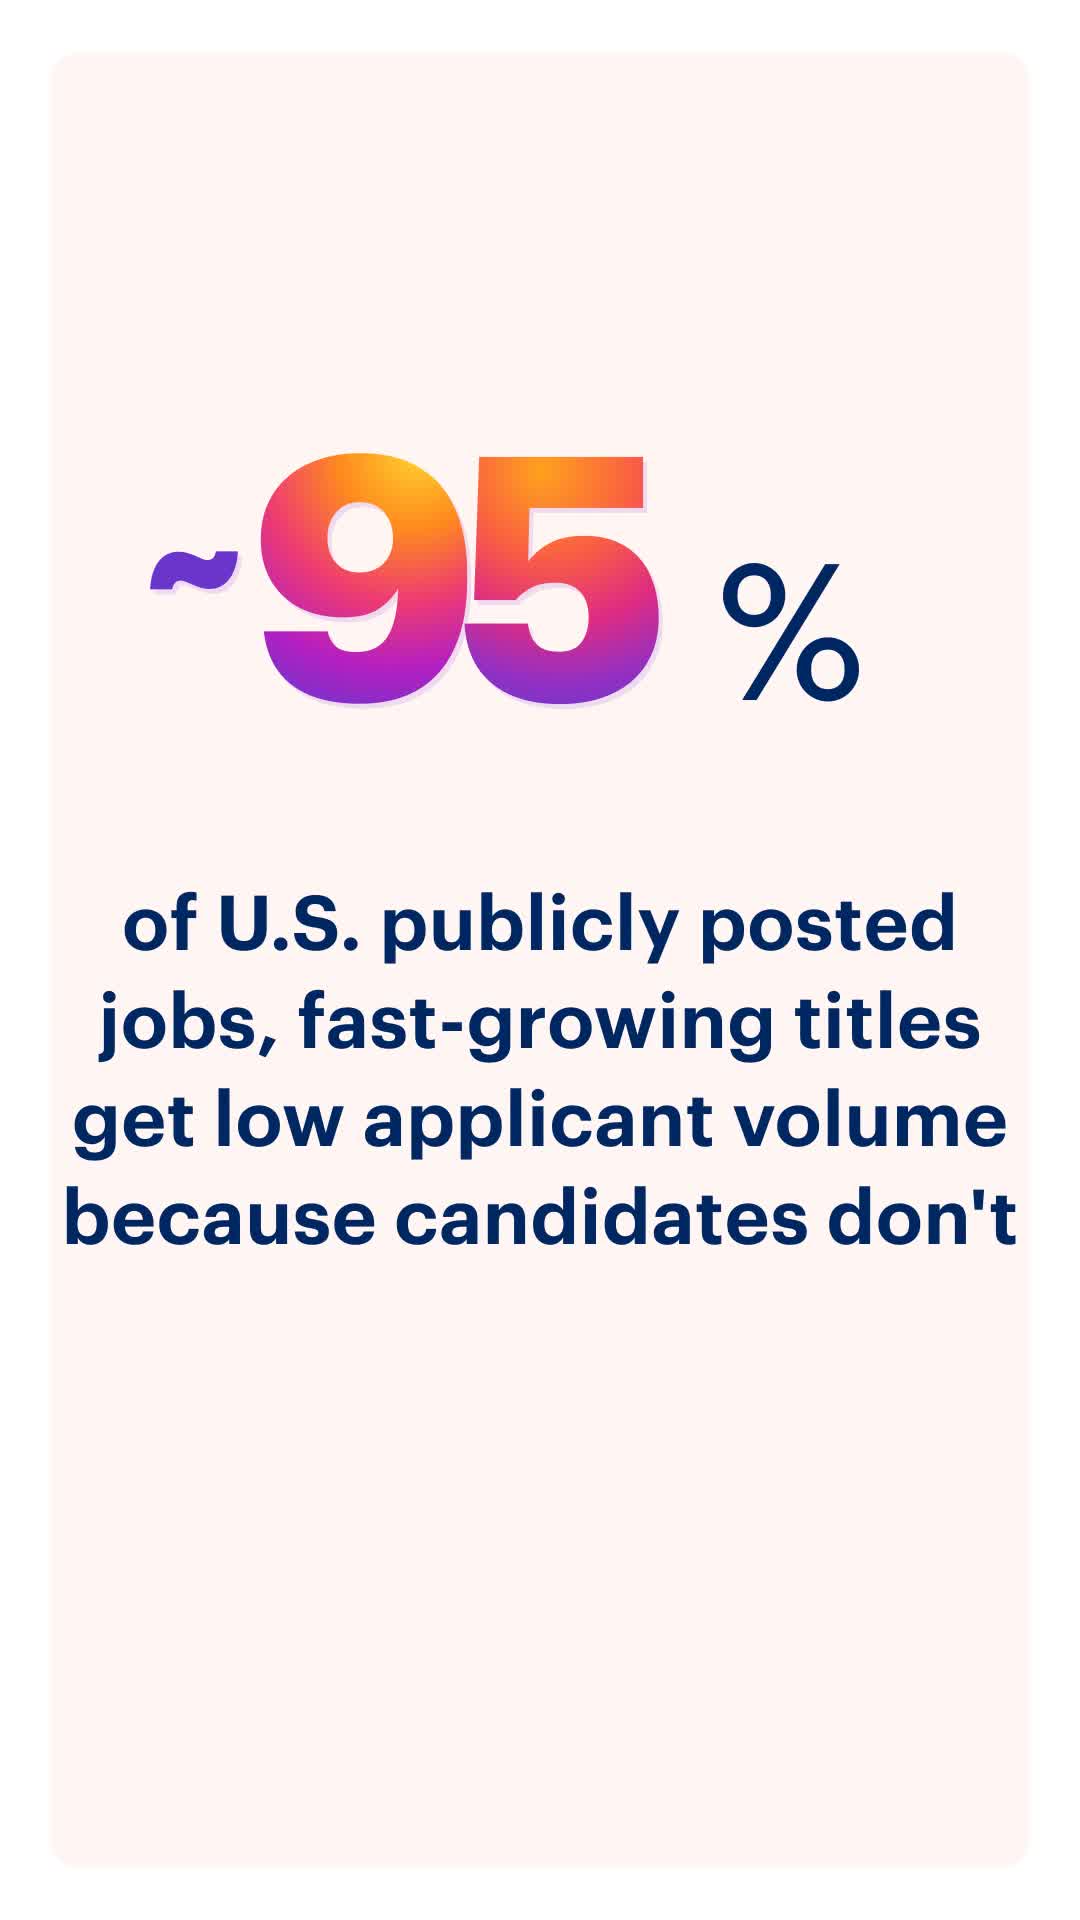 ~95 %
of U.S. publicly posted
jobs, fast-growing titles
get low applicant volume
because candidates don't